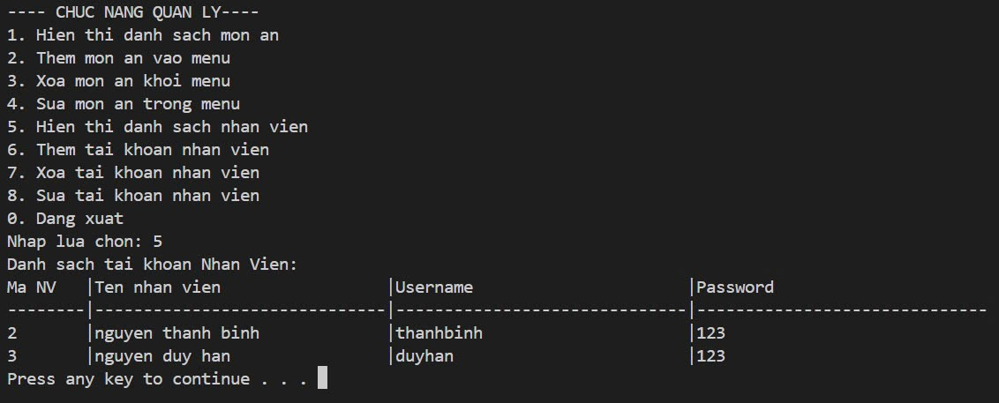 ---- CHUC NANG QUAN LY----
1. Hien thi danh sach mon an
2. Them mon an vao menu
3. Xoa mon an khoi menu
4. Sua mon an trong menu
5. Hien thi danh sach nhan vien
6. Them tai khoan nhan vien
7. Xoa tai khoan nhan vien
8. Sua tai khoan nhan vien
0. Dang xuat
Nhap lua chon: 5
Danh sach tai khoan Nhan Vien:
Ma NV   |Ten nhan vien                 |Username                      |Password
--------|------------------------------|------------------------------|------------------------------
2       |nguyen thanh binh             |thanhbinh                     |123
3       |nguyen duy han                |duyhan                        |123
Press any key to continue . . .